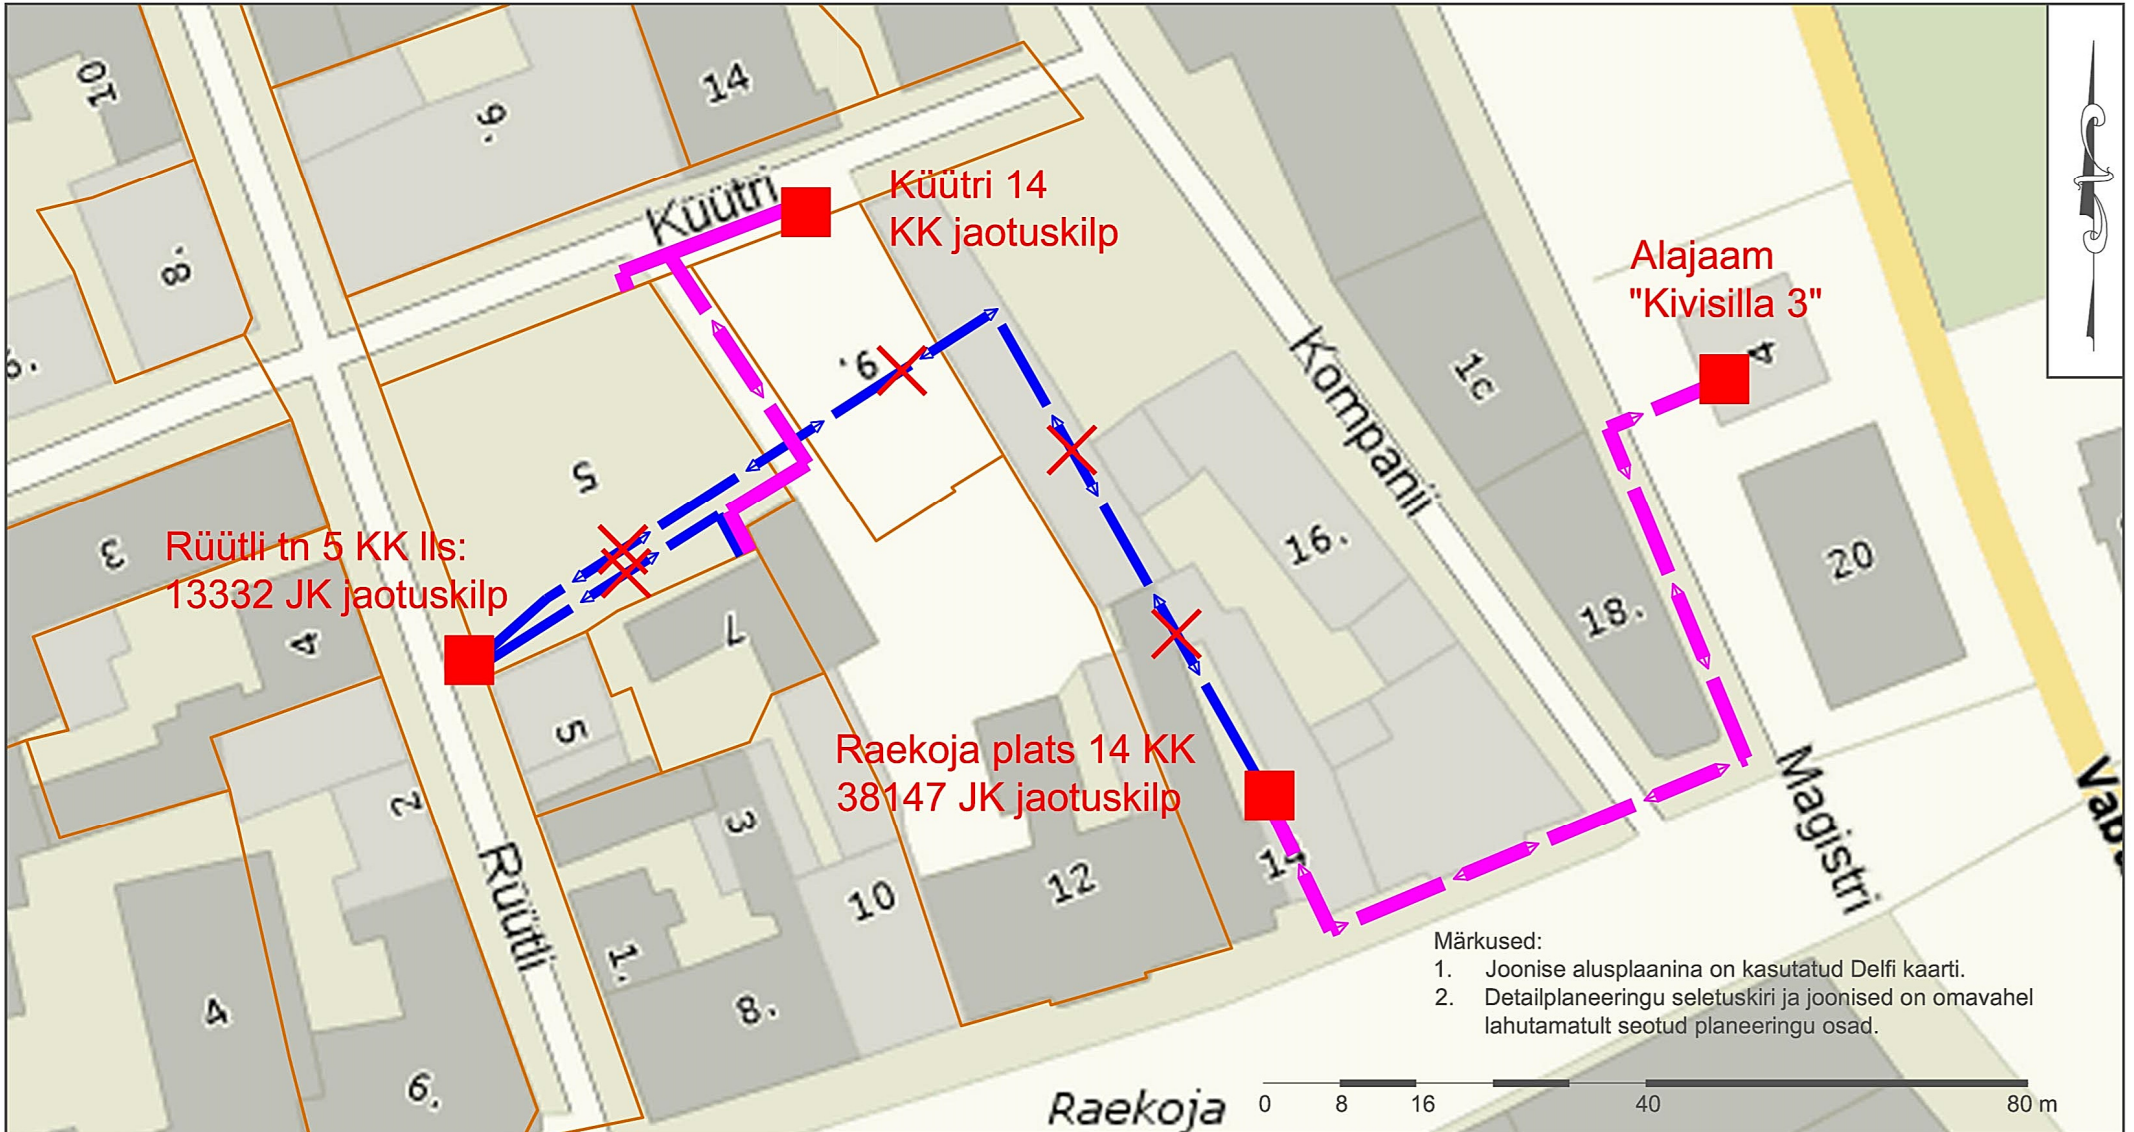 10
9.
14
Küütri
Küütri 14
KK jaotuskilp
8.
Alajaam
"Kivisilla 3"
4
9.
1c
Kompanii
5
3
Rüütli tn 5 KK lls:
13332 JK jaotuskilp
16.
20
18.
4
7
5
Raekoja plats 14 KK
38147 JK jaotuskilp
2
3
Magistri
Rüütli
10
12
1.
4
8.
6.
Märkused:
1. Joonise alusplaanina on kasutatud Delfi kaarti.
2. Detailplaneeringu seletuskiri ja joonised on omavahel
lahutamatult seotud planeeringu osad.
Raekoja
0 8 16 40 80 m